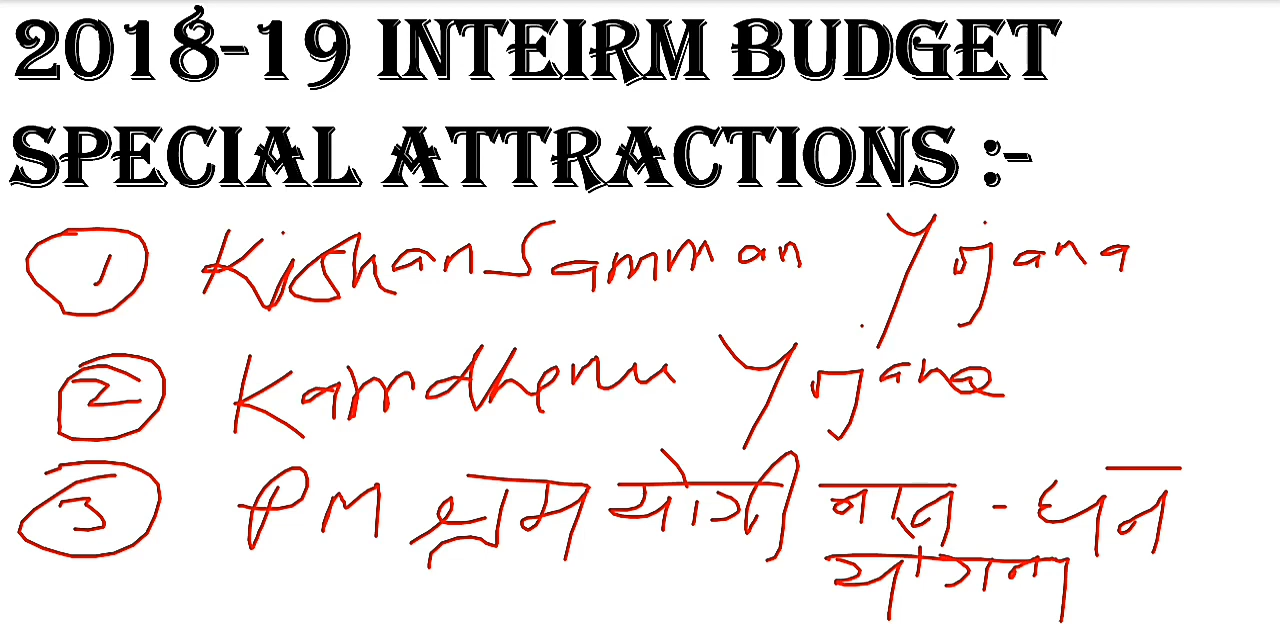 2018-19 INTEIRM BUDGET
SPECIAL ATTRACTIONS :-
1 Kishan Samman Yojana
2 Kamdhenu Yojana
3 PM श्रम योगी मान - धन
योजना